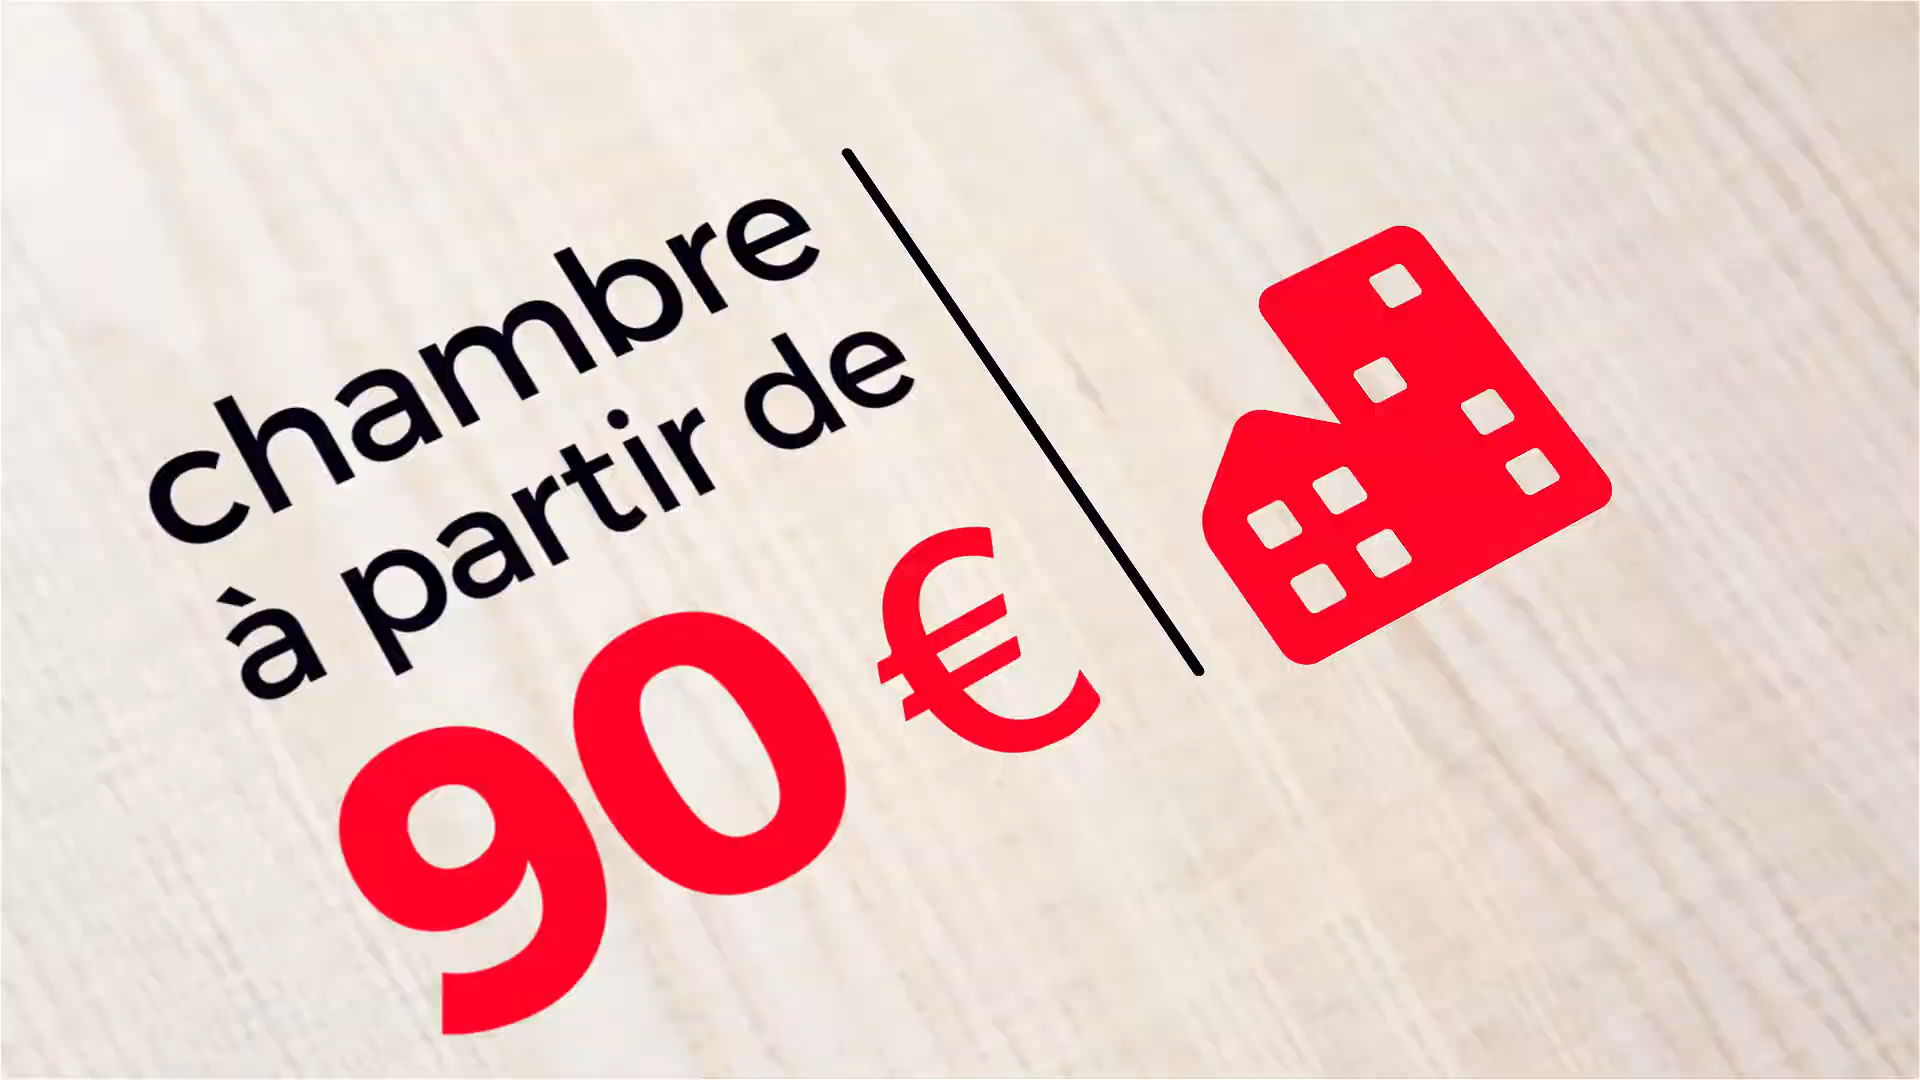 chambre
à partir de
90 €